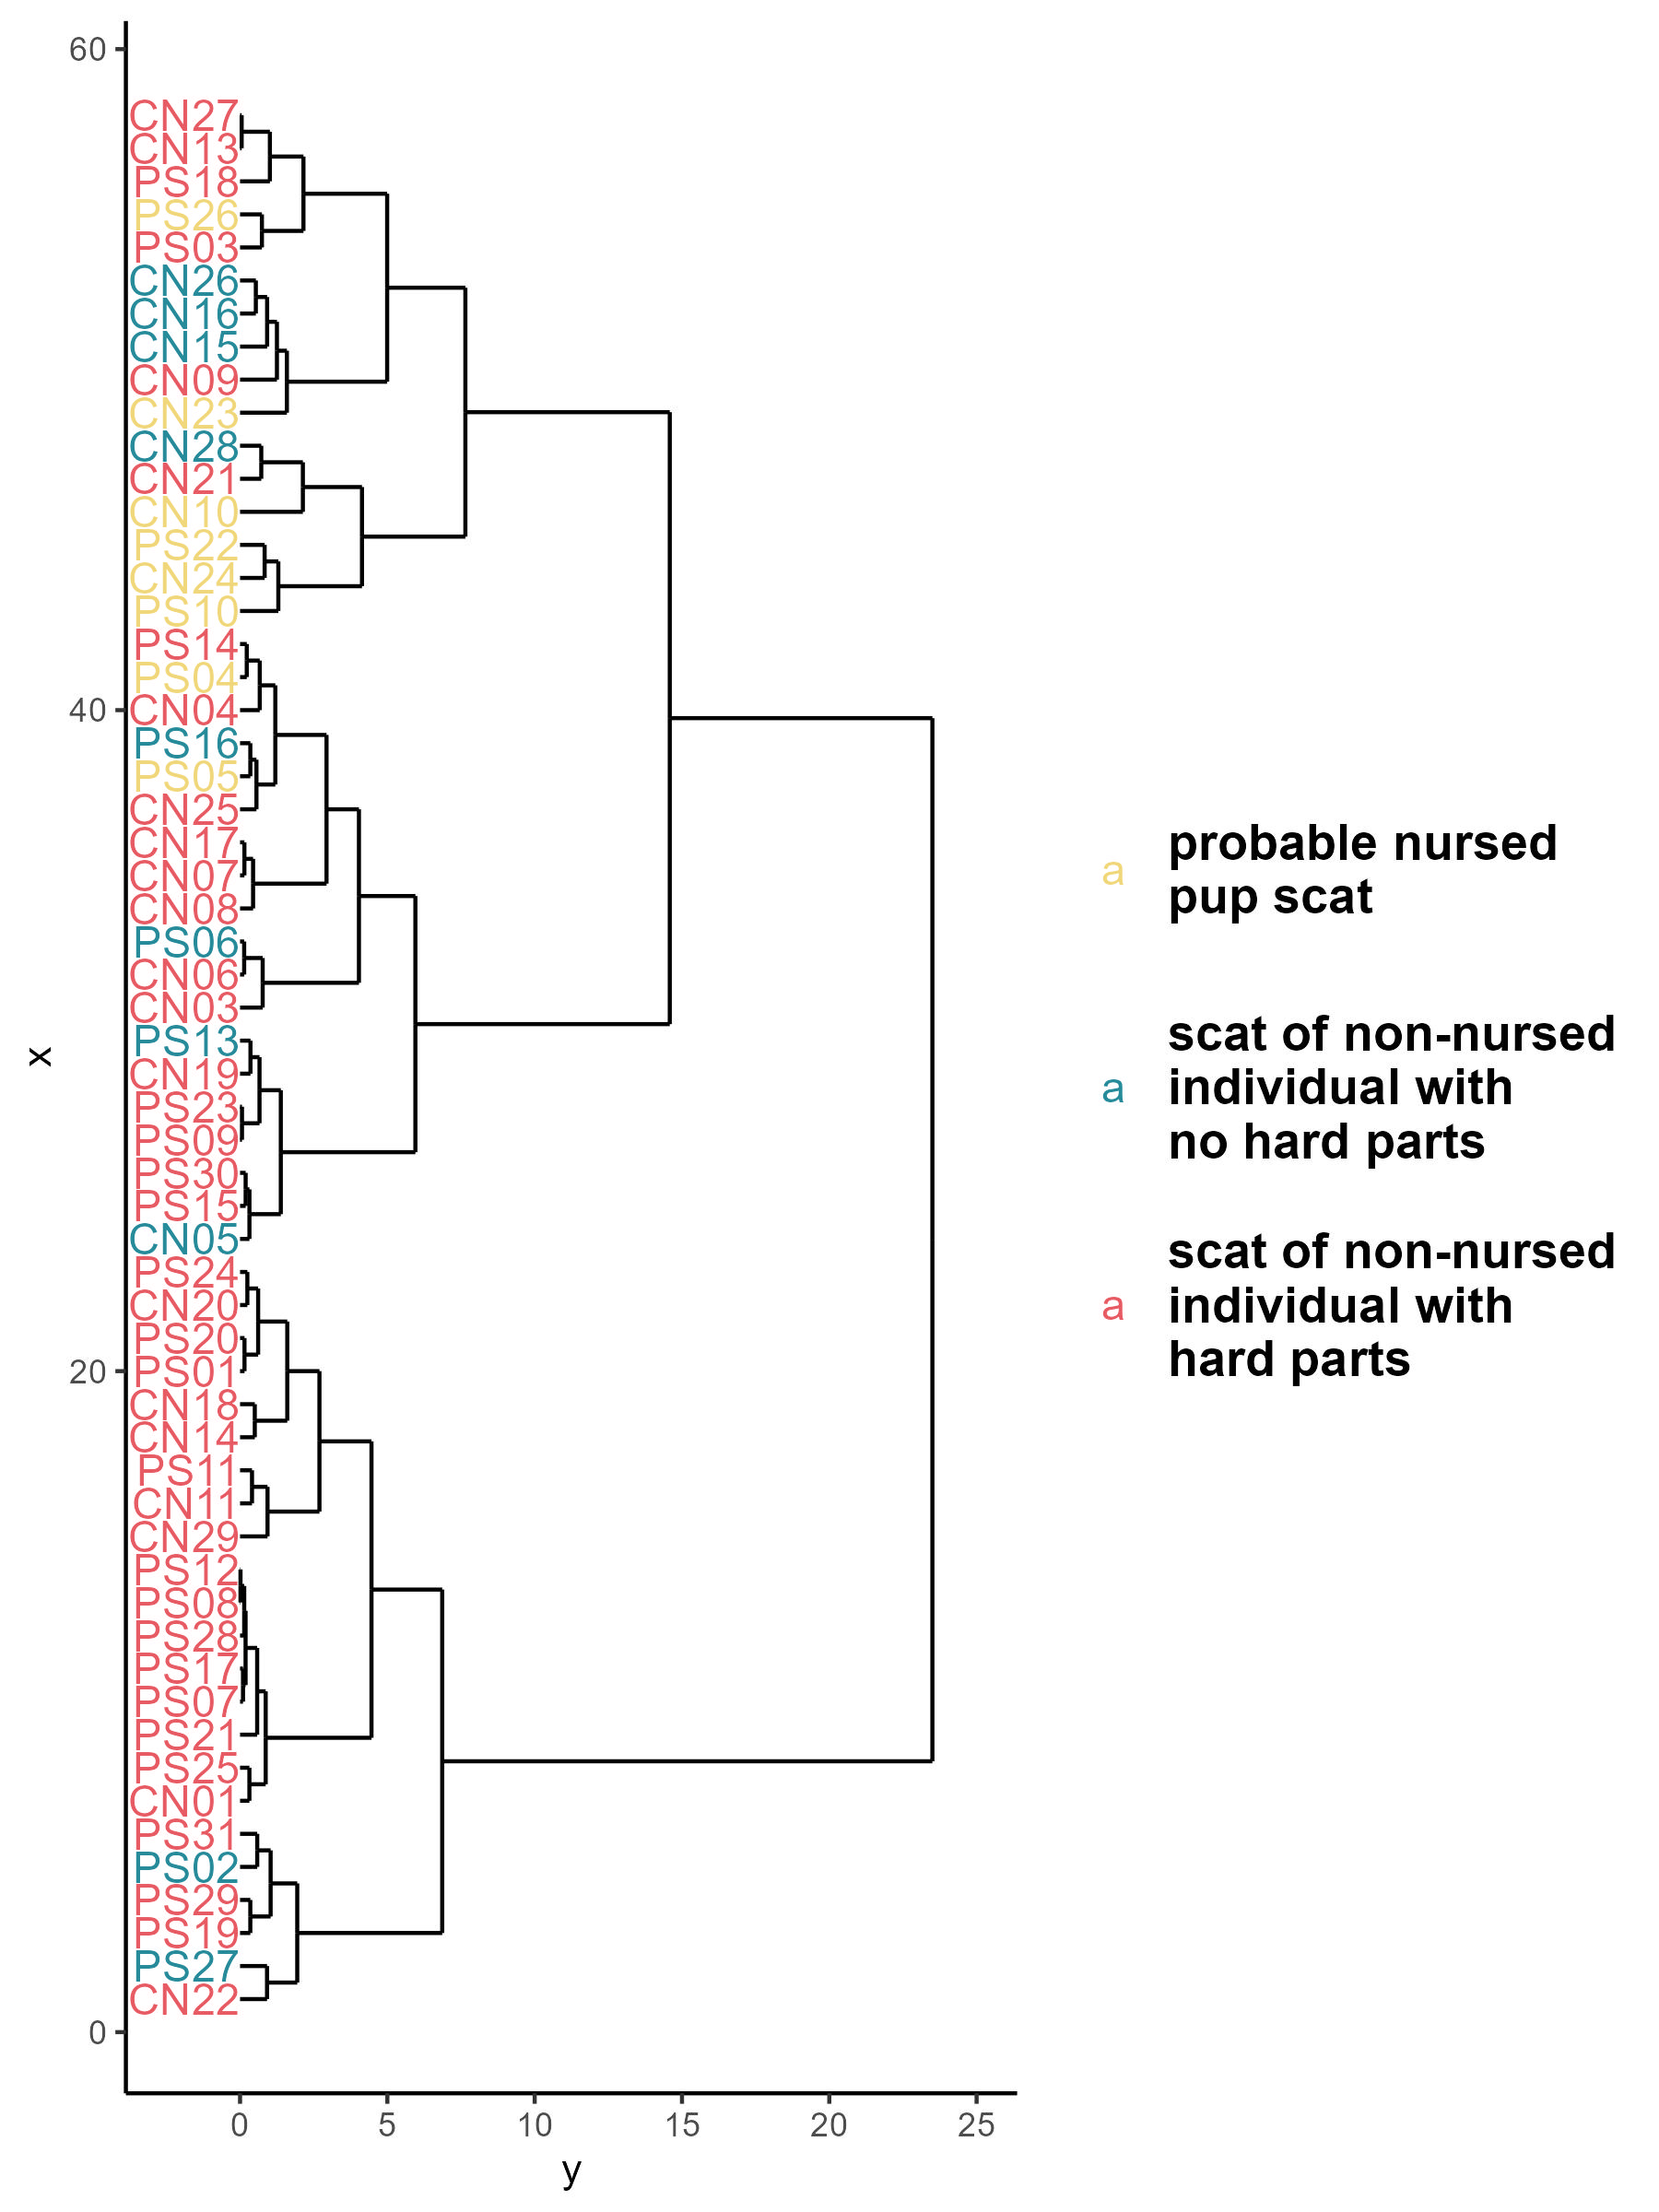 60
CN27
CN13
PS18
PS26
PS03
CN26
CN16
CN15
CN09
CN23
CN28
CN21
CN10
PS22
CN24
PS10
PS14
PS04
40
CN04
PS16
PS05
CN25
CN17
CN07
CN08
PS06
CN06
CN03
PS13
CN19
PS23
PS09
PS30
PS15
CN05
PS24
CN20
PS20
20
PS01
CN18
CN14
PS11
CN11
CN29
PS12
PS08
PS28
PS17
PS07
PS21
PS25
CN01
PS31
PS02
PS29
PS19
PS27
CN22
0
x
0 5 10 15 20 25
y
probable nursed
a
pup scat
scat of non-nursed
a individual with
no hard parts
scat of non-nursed
a individual with
hard parts